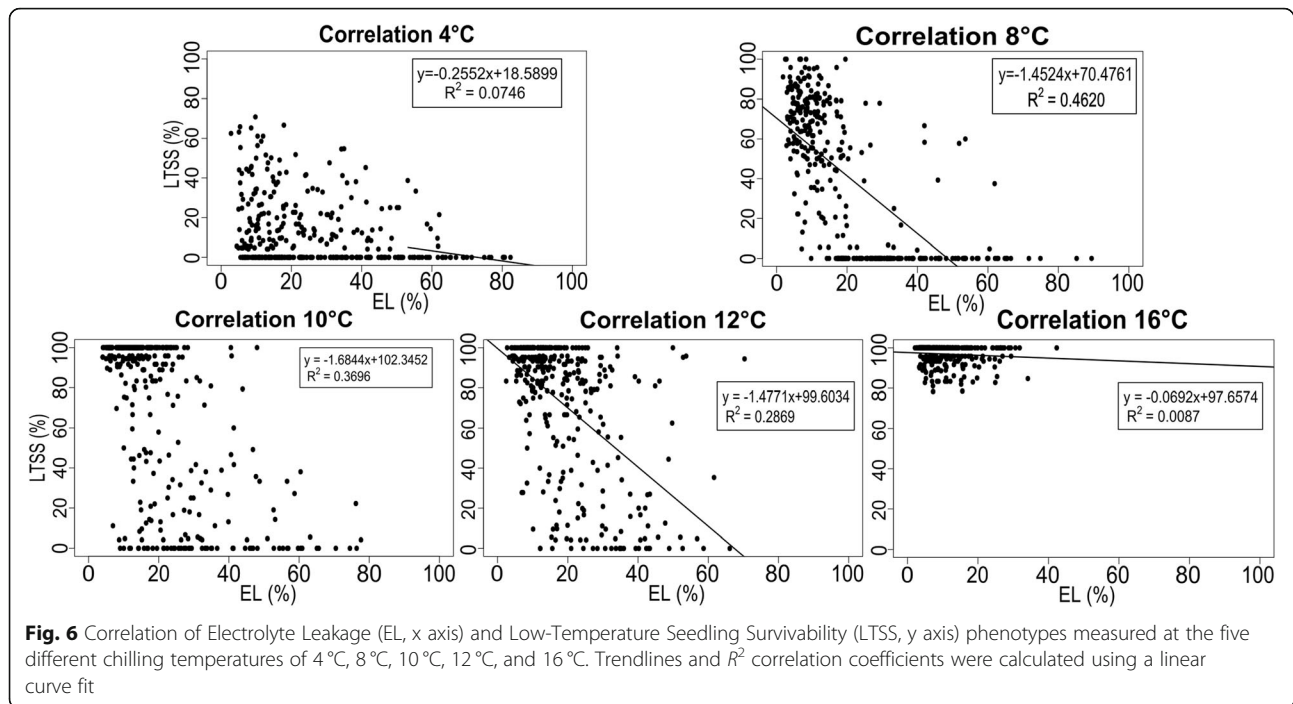 Correlation 4°C
100
80
60
40
20
0
LTSS (%)
y=-0.2552x+18.5899
R² = 0.0746
0 20 40 60 80 100
EL (%)
Correlation 8°C
100
80
60
40
20
0
y=-1.4524x+70.4761
R² = 0.4620
0 20 40 60 80 100
EL (%)
Correlation 10°C
100
80
60
40
20
0
LTSS (%)
y = -1.6844x+102.3452
R² = 0.3696
0 20 40 60 80 100
EL (%)
Correlation 12°C
100
80
60
40
20
0
y = -1.4771x+99.6034
R² = 0.2869
0 20 40 60 80 100
EL (%)
Correlation 16°C
100
80
60
40
20
0
y = -0.0692x+97.6574
R² = 0.0087
0 20 40 60 80 100
EL (%)
Fig. 6 Correlation of Electrolyte Leakage (EL, x axis) and Low-Temperature Seedling Survivability (LTSS, y axis) phenotypes measured at the five
different chilling temperatures of 4 °C, 8 °C, 10 °C, 12 °C, and 16 °C. Trendlines and R² correlation coefficients were calculated using a linear
curve fit